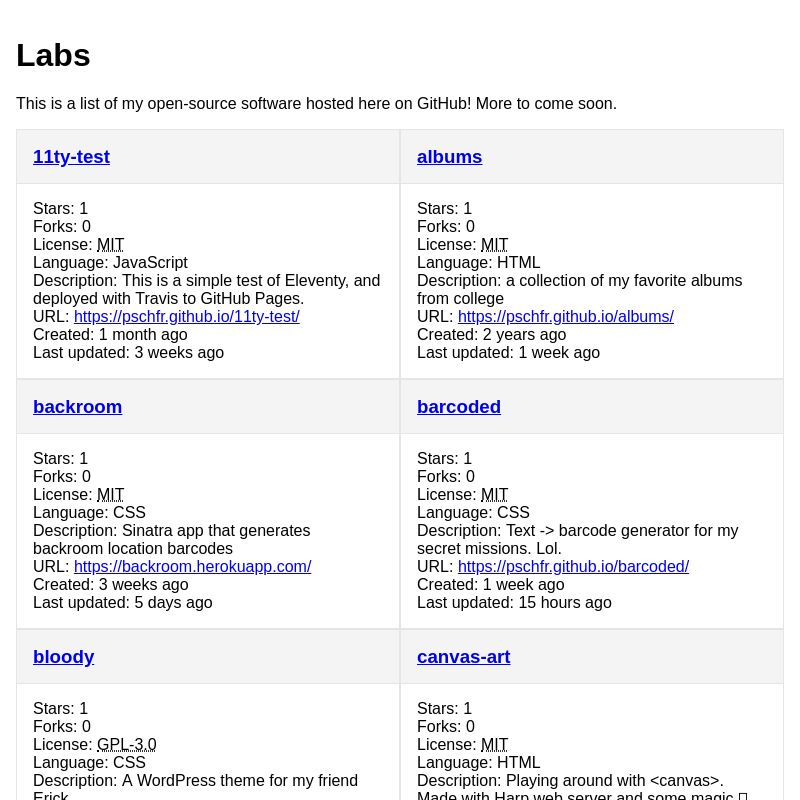 Labs
This is a list of my open-source software hosted here on GitHub! More to come soon.
11ty-test
Stars: 1
Forks: 0
License: MIT
Language: JavaScript
Description: This is a simple test of Eleventy, and
deployed with Travis to GitHub Pages.
URL: https://pschfr.github.io/11ty-test/
Created: 1 month ago
Last updated: 3 weeks ago
albums
Stars: 1
Forks: 0
License: MIT
Language: HTML
Description: a collection of my favorite albums
from college
URL: https://pschfr.github.io/albums/
Created: 2 years ago
Last updated: 1 week ago
backroom
Stars: 1
Forks: 0
License: MIT
Language: CSS
Description: Sinatra app that generates
backroom location barcodes
URL: https://backroom.herokuapp.com/
Created: 3 weeks ago
Last updated: 5 days ago
barcoded
Stars: 1
Forks: 0
License: MIT
Language: CSS
Description: Text -> barcode generator for my
secret missions. Lol.
URL: https://pschfr.github.io/barcoded/
Created: 1 week ago
Last updated: 15 hours ago
bloody
Stars: 1
Forks: 0
License: GPL-3.0
Language: CSS
Description: A WordPress theme for my friend
Erick
canvas-art
Stars: 1
Forks: 0
License: MIT
Language: HTML
Description: Playing around with <canvas>.
Made with Harp web server and some magic